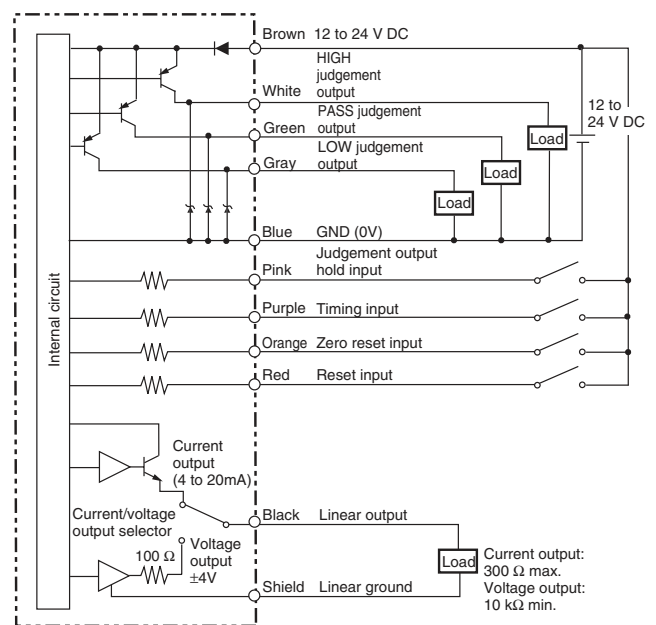 Brown 12 to 24 V DC
HIGH
judgement
output
White
PASS judgement
output
Green
LOW judgement
output
Gray
Load
Load
Load
12 to
24 V DC
Blue GND (0V)
Judgement output
hold input
Pink
Purple Timing input
Orange Zero reset input
Red Reset input
Internal circuit
Current
output
(4 to 20mA)
Current/voltage
output selector
100 Ω
Voltage
output
±4V
Black Linear output
Load
Shield Linear ground
Current output:
300 Ω max.
Voltage output:
10 kΩ min.